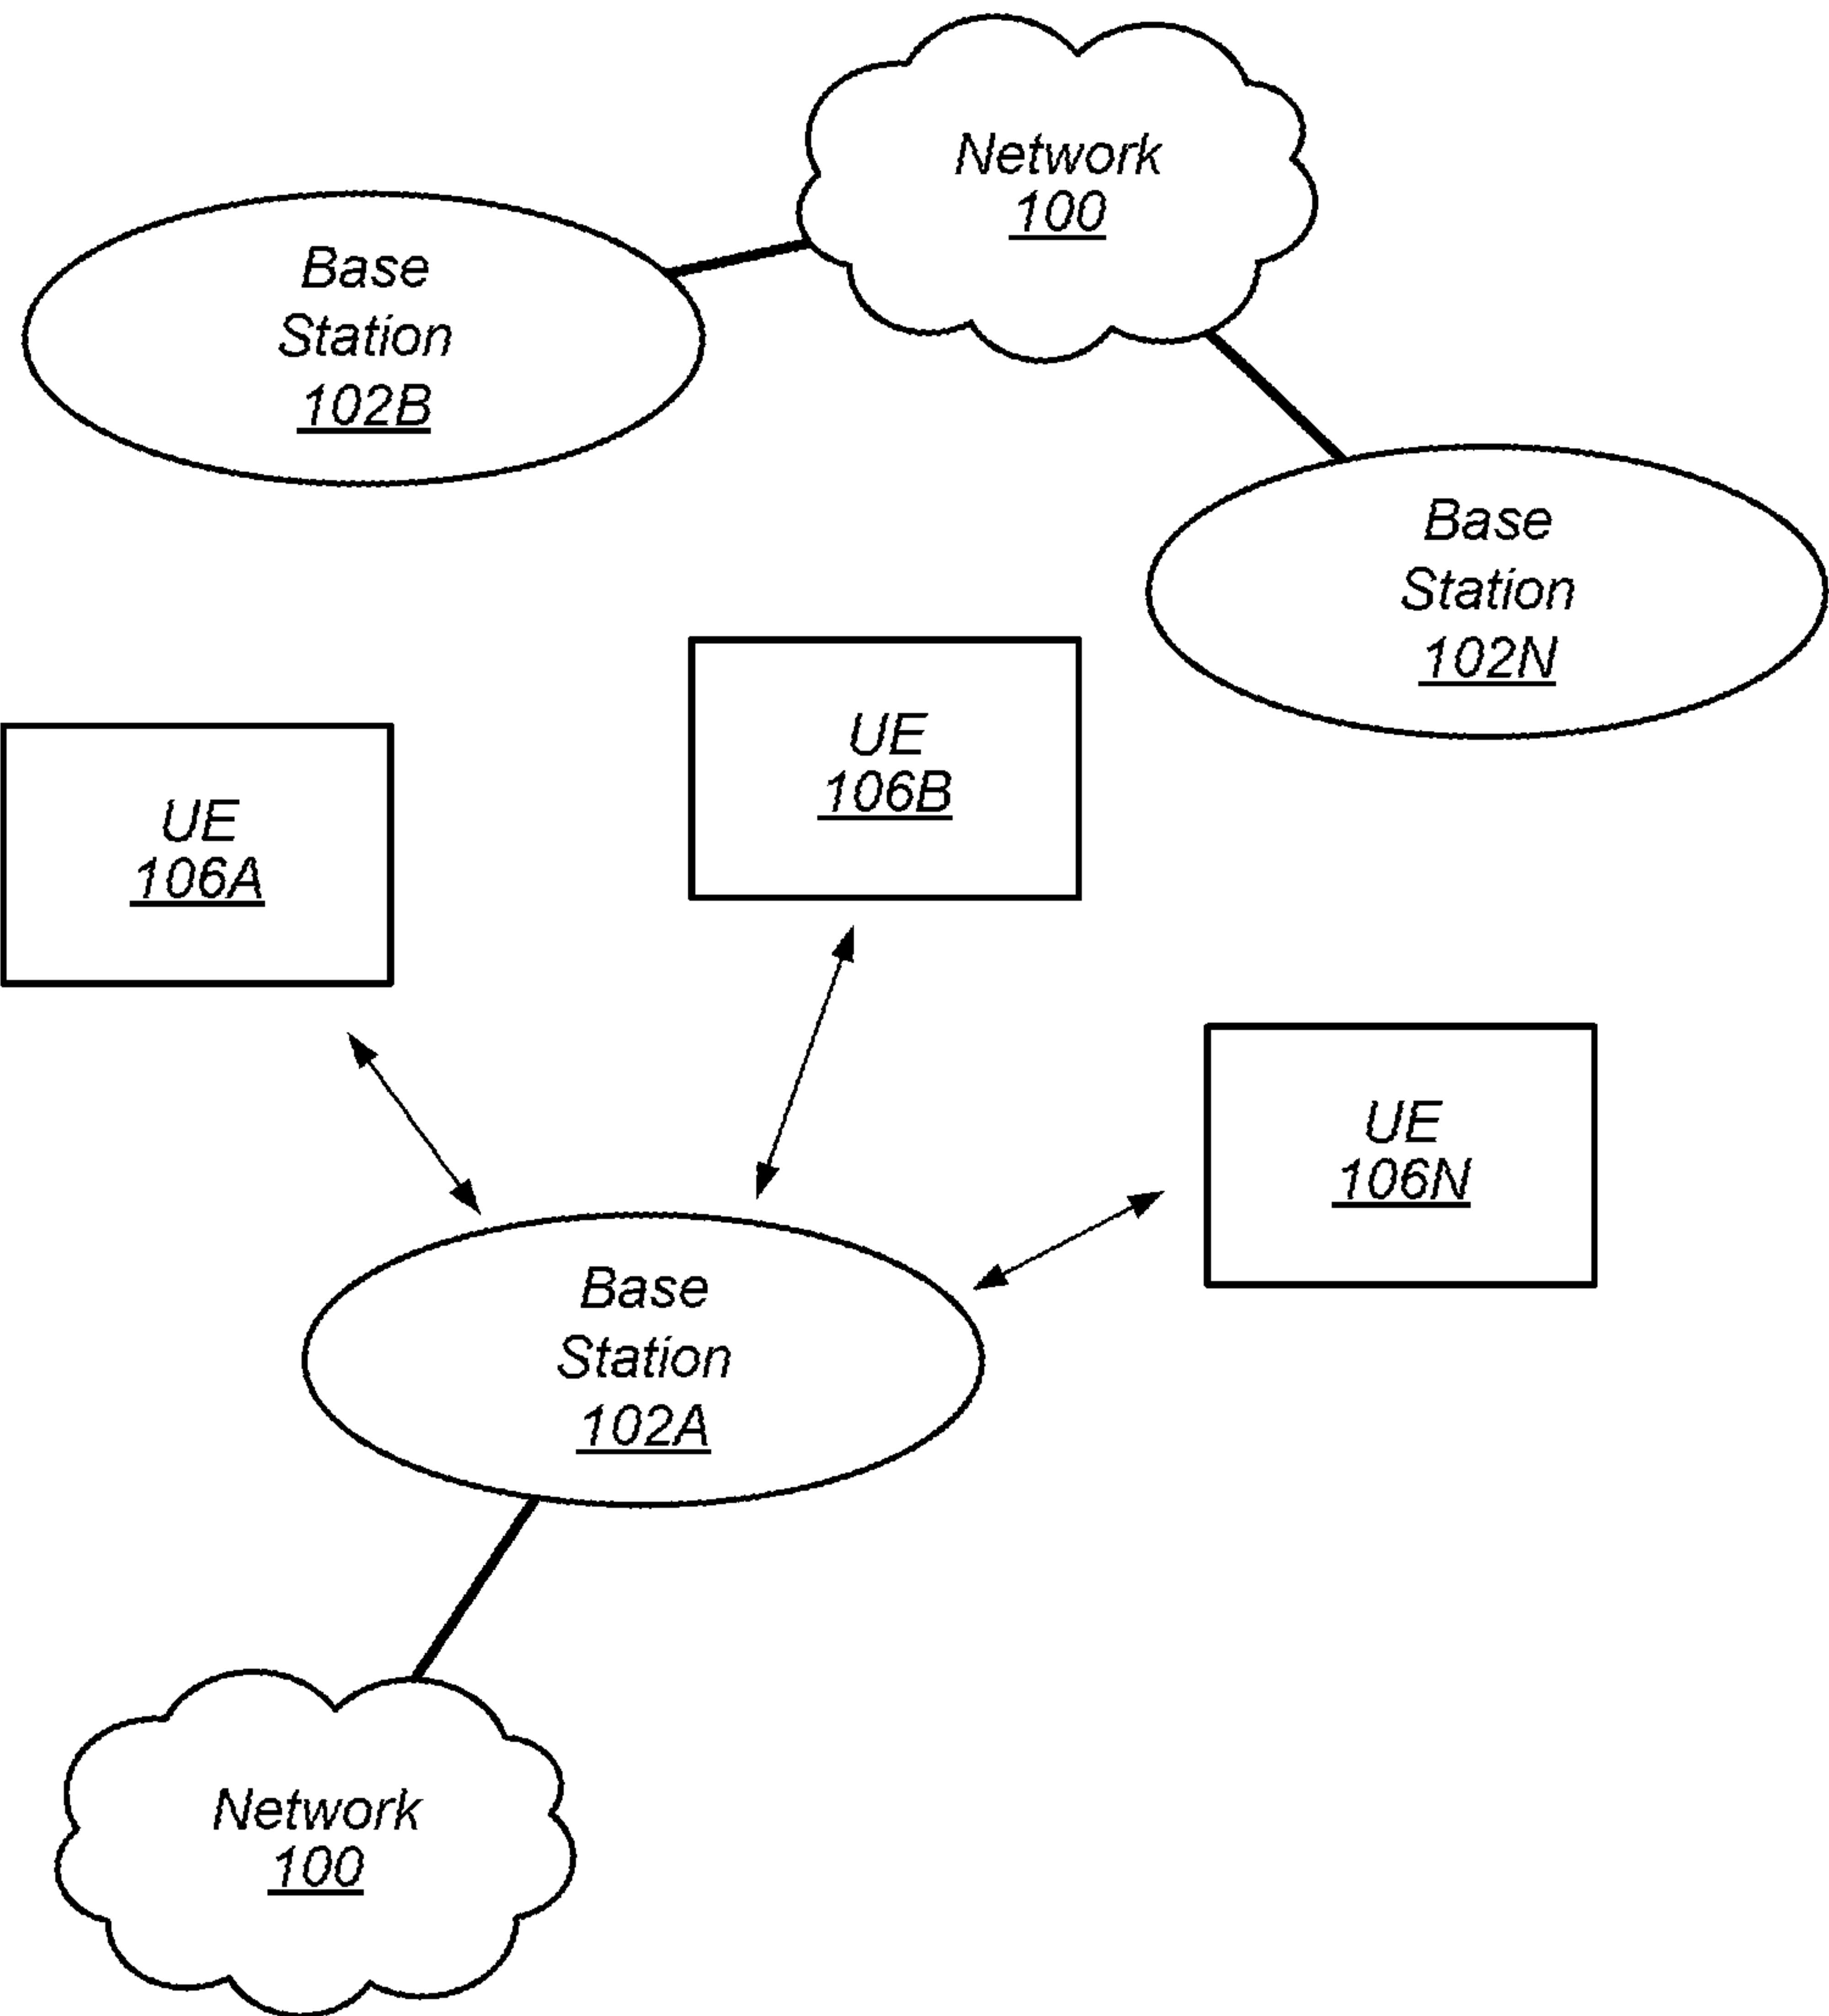 Network
100
Base
Station
102B
Base
Station
102N
UE
106B
UE
106A
UE
106N
Base
Station
102A
Network
100